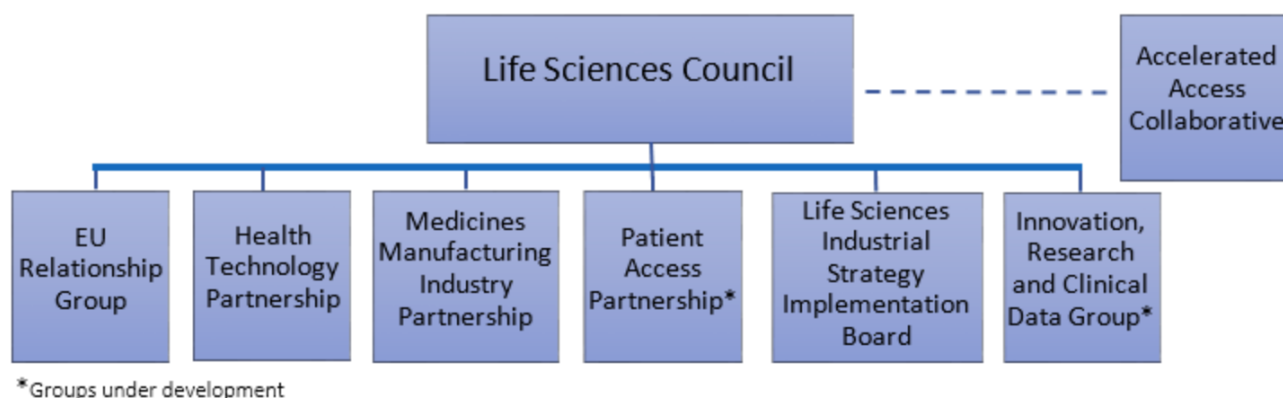 Life Sciences Council
Accelerated
Access
Collaborative
EU
Relationship
Group
Health
Technology
Partnership
Medicines
Manufacturing
Industry
Partnership
Patient
Access
Partnership*
Life Sciences
Industrial
Strategy
Implementation
Board
Innovation,
Research
and Clinical
Data Group*
*Groups under development